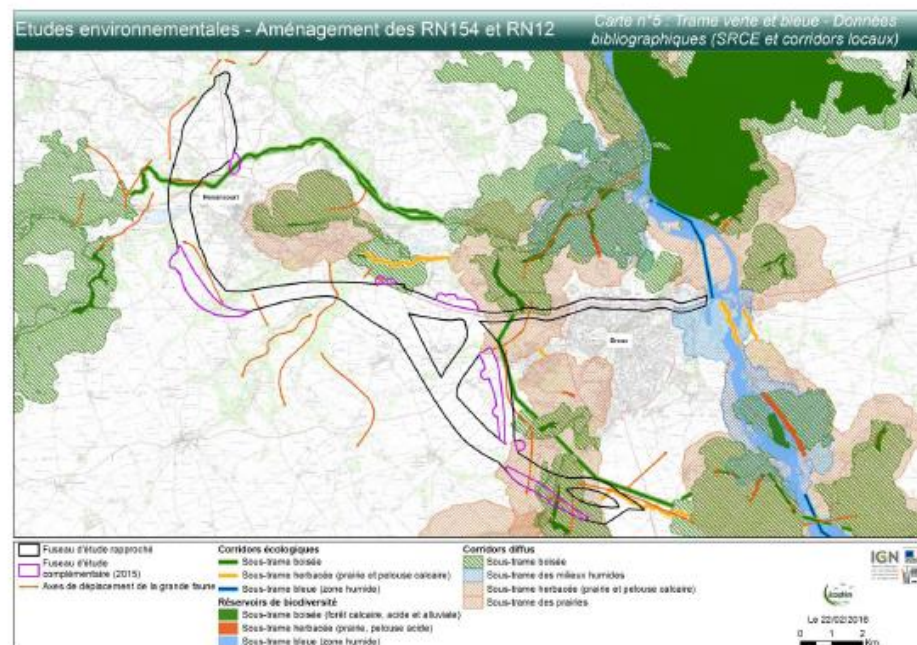 Etudes environnementales - Aménagement des RN154 et RN12
Carte n°5 : Trame verte et bleue - Données
bibliographiques (SRCE et corridors locaux)
N
Nonancourt
Dreux
Fuseau d'étude rapproché
Fuseau d'étude
complémentaire (2015)
Axes de déplacement de la grande faune
Corridors écologiques
Sous-trame boisée
Sous-trame herbacée (prairie et pelouse calcaire)
Sous-trame bleue (zone humide)
Réservoirs de biodiversité
Sous-trame boisée (forêt calcaire, acide et alluviale)
Sous-trame herbacée (prairie, pelouse acide)
Sous-trame bleue (zone humide)
Corridors diffus
Sous-trame boisée
Sous-trame des milieux humides
Sous-trame herbacée (prairie et pelouse calcaire)
Sous-trame des prairies
IGN
Le 22/02/2016
0 1 2
Km